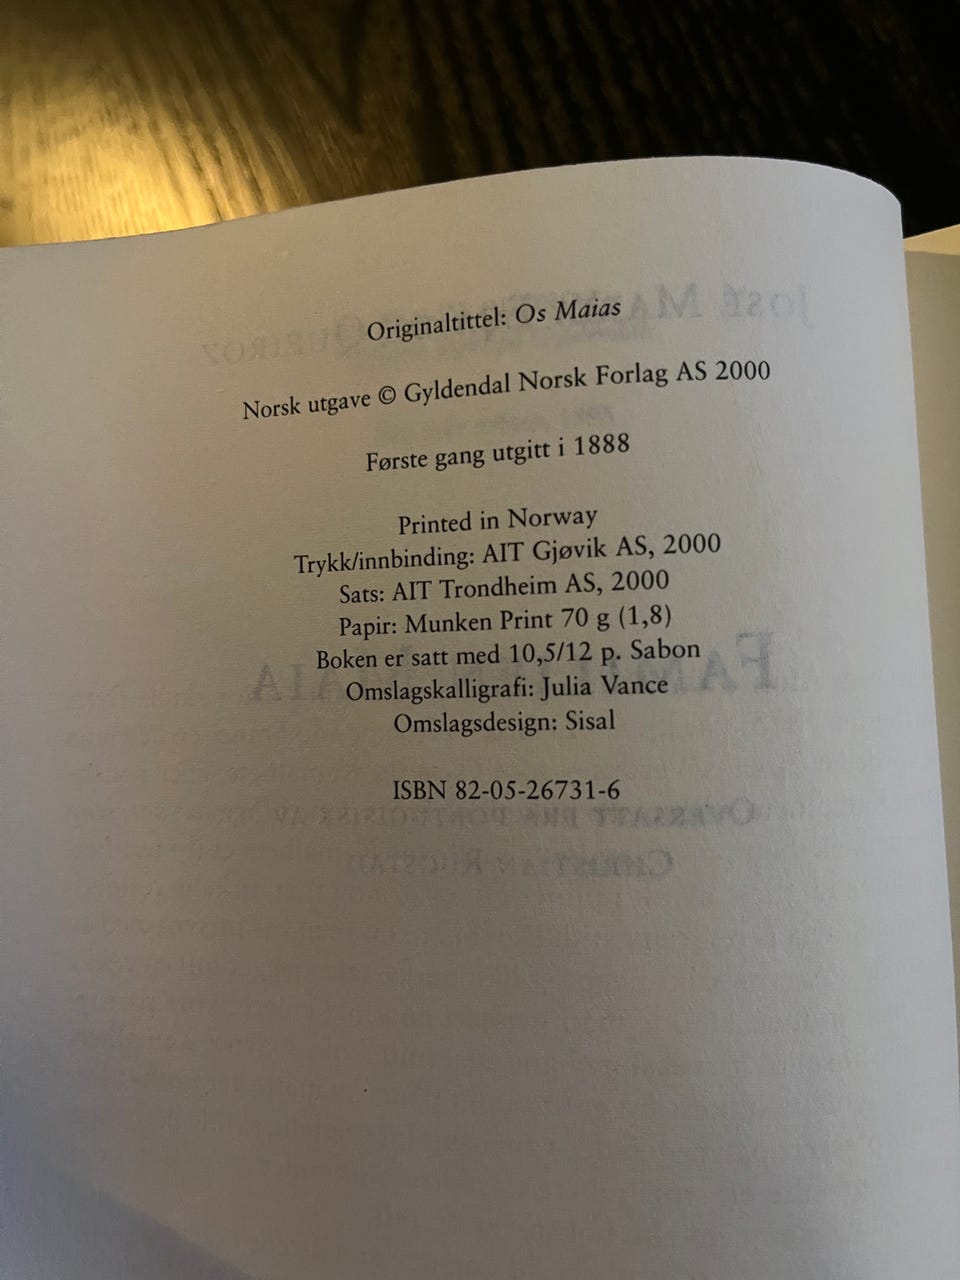 Originaltittel: Os Maias
Norsk utgave © Gyldendal Norsk Forlag AS 2000
Første gang utgitt i 1888
Printed in Norway
Trykk/innbinding: AIT Gjøvik AS, 2000
Sats: AIT Trondheim AS, 2000
Papir: Munken Print 70 g (1,8)
Boken er satt med 10,5/12 p. Sabon
Omslagskalligrafi: Julia Vance
Omslagsdesign: Sisal
ISBN 82-05-26731-6